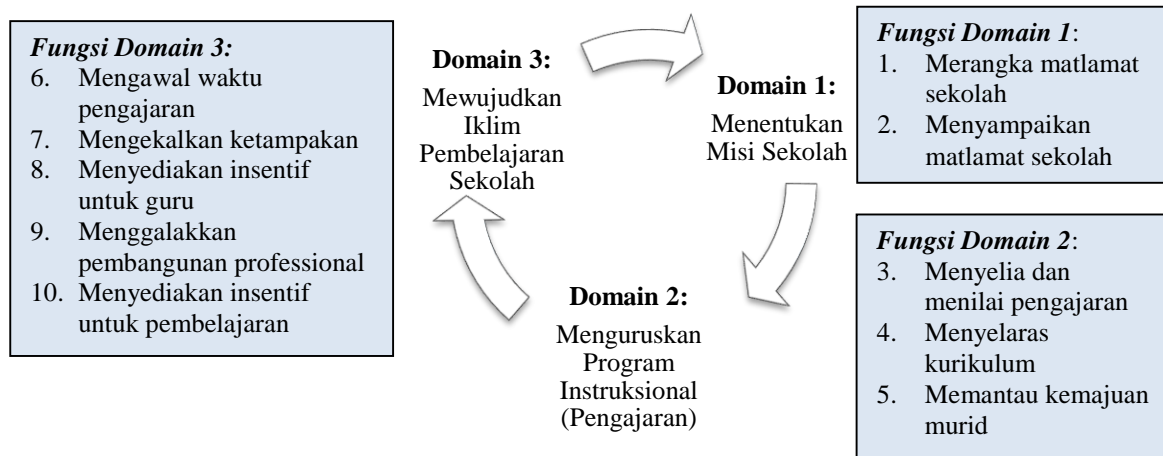 Fungsi Domain 3:
6. Mengawal waktu
pengajaran
7. Mengekalkan ketampakan
8. Menyediakan insentif
untuk guru
9. Menggalakkan
pembangunan professional
10. Menyediakan insentif
untuk pembelajaran
Domain 3:
Mewujudkan
Iklim
Pembelajaran
Sekolah
Domain 1:
Menentukan
Misi Sekolah
Domain 2:
Menguruskan
Program
Instruksional
(Pengajaran)
Fungsi Domain 1:
1. Merangka matlamat
sekolah
2. Menyampaikan
matlamat sekolah
Fungsi Domain 2:
3. Menyelia dan
menilai pengajaran
4. Menyelaras
kurikulum
5. Memantau kemajuan
murid